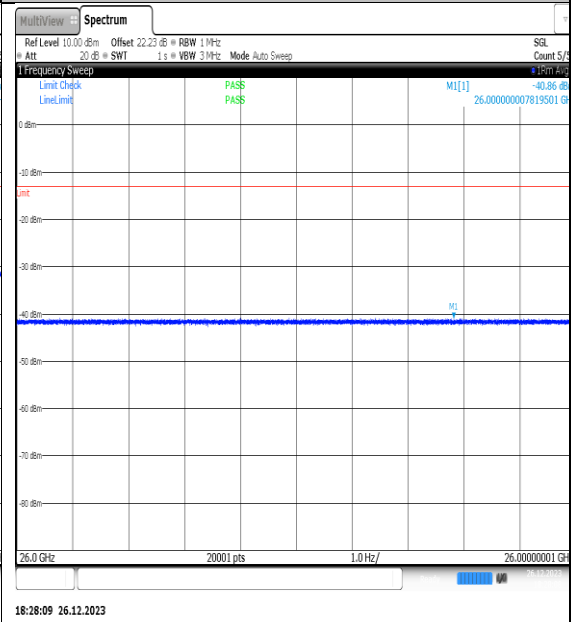 MultiView Spectrum
Ref Level 10.00 dBm Offset 22.23 dB RBW 1 MHz SGL
Att 20 dB SWT 1 s VBW 3 MHz Mode Auto Sweep Count 5/5
1 Frequency Sweep 1Rm Avg
Limit Check PASS M1[1] -40.86 dB
LineLimit PASS 26.000000007819501 GH
0 dBm
-10 dBm
Limit
-20 dBm
-30 dBm
M1
-40 dBm
-50 dBm
-60 dBm
-70 dBm
-80 dBm
26.0 GHz 20001 pts 1.0 Hz/ 26.00000001 GH
26.12.2023
18:28:09 26.12.2023